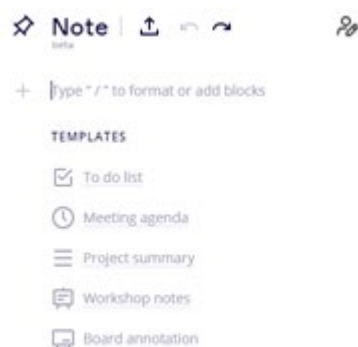 Note
beta
Type "/" to format or add blocks
TEMPLATES
To do list
Meeting agenda
Project summary
Workshop notes
Board annotation